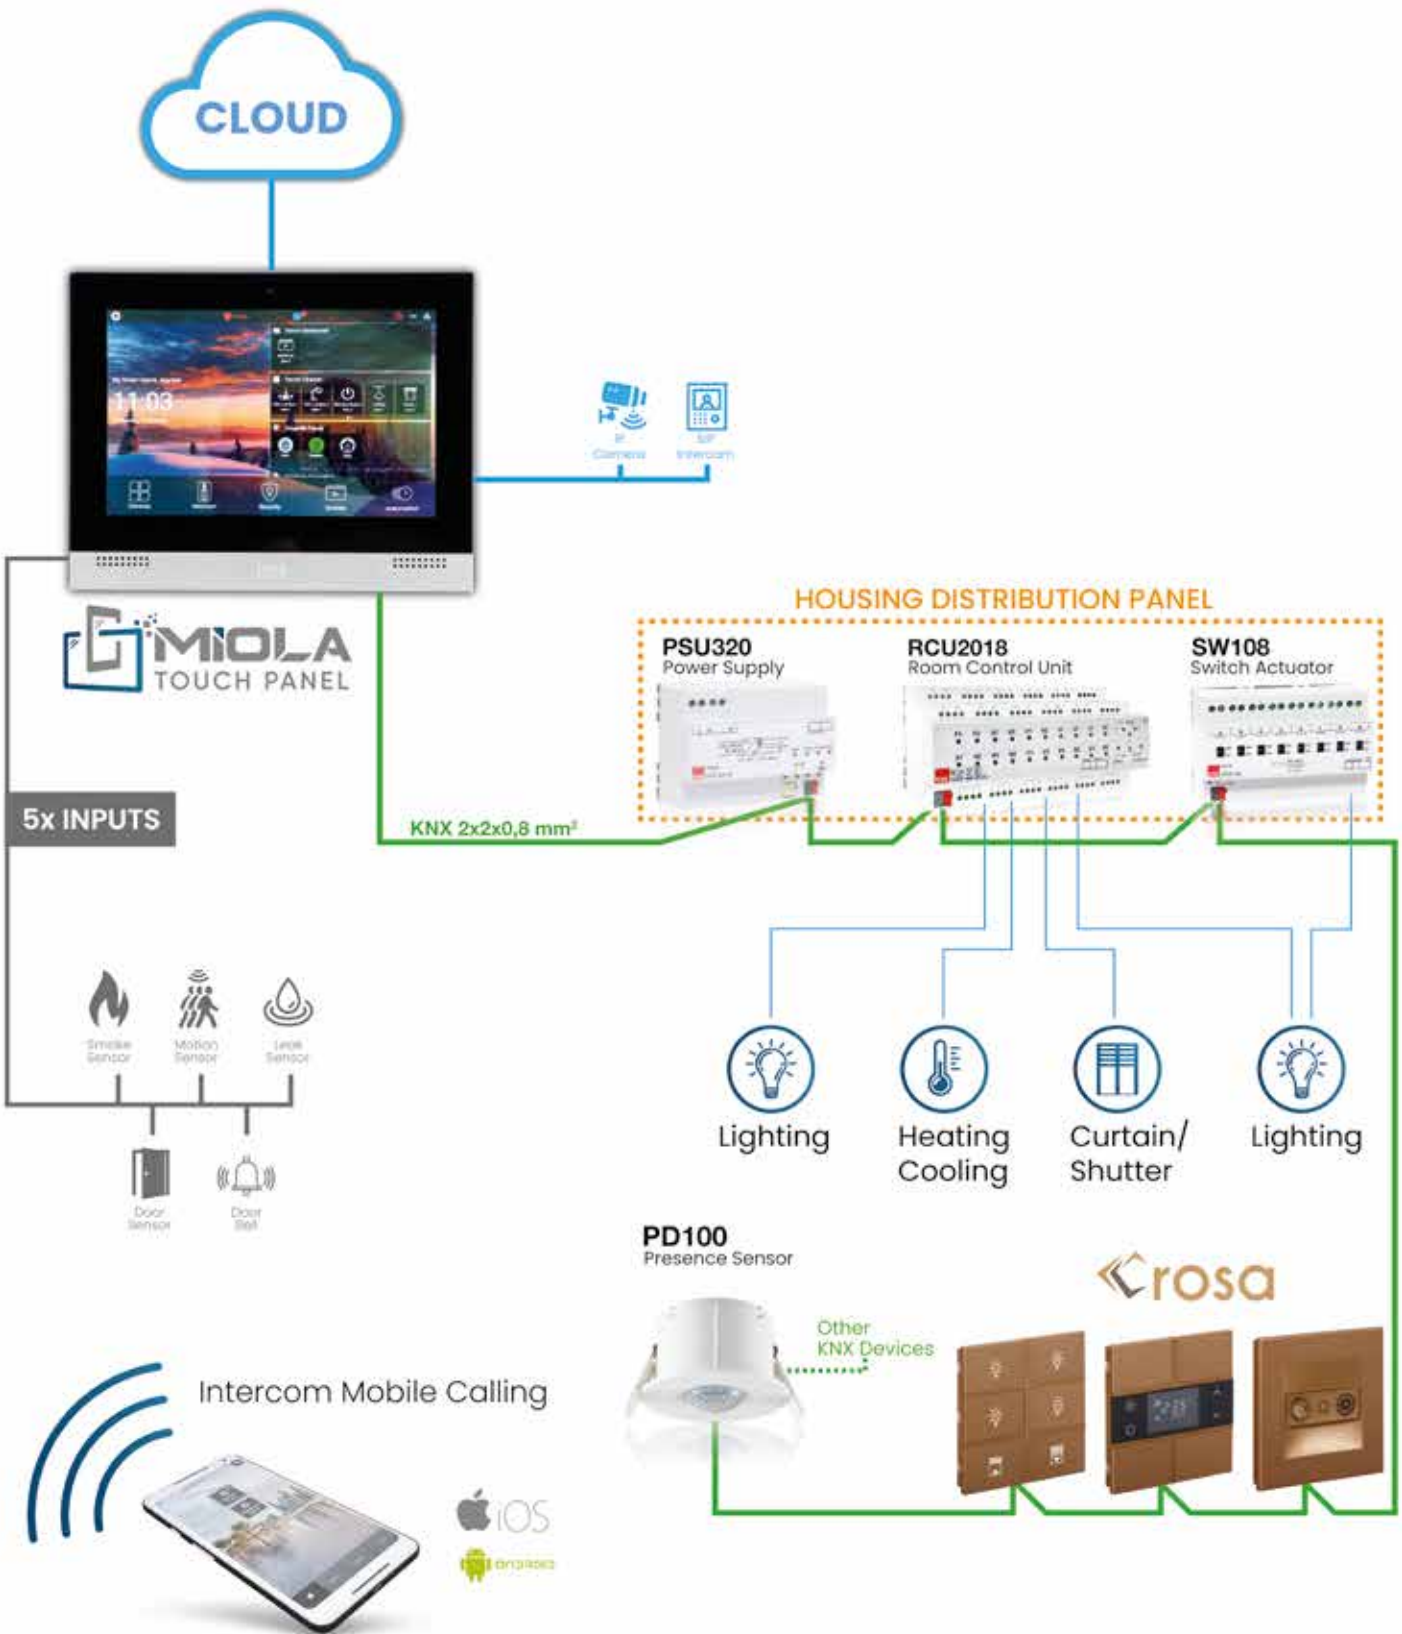 CLOUD
11:03
IP
Camera
SIP
Intercom
MIOLA
TOUCH PANEL
HOUSING DISTRIBUTION PANEL
PSU320
Power Supply
RCU2018
Room Control Unit
SW108
Switch Actuator
5x INPUTS
KNX 2x2x0,8 mm²
Smoke
Sensor
Motion
Sensor
Leak
Sensor
Door
Sensor
Door
Bell
Lighting
Heating
Cooling
Curtain/
Shutter
Lighting
PD100
Presence Sensor
rosa
Other
KNX Devices
Intercom Mobile Calling
iOS
ANDROID